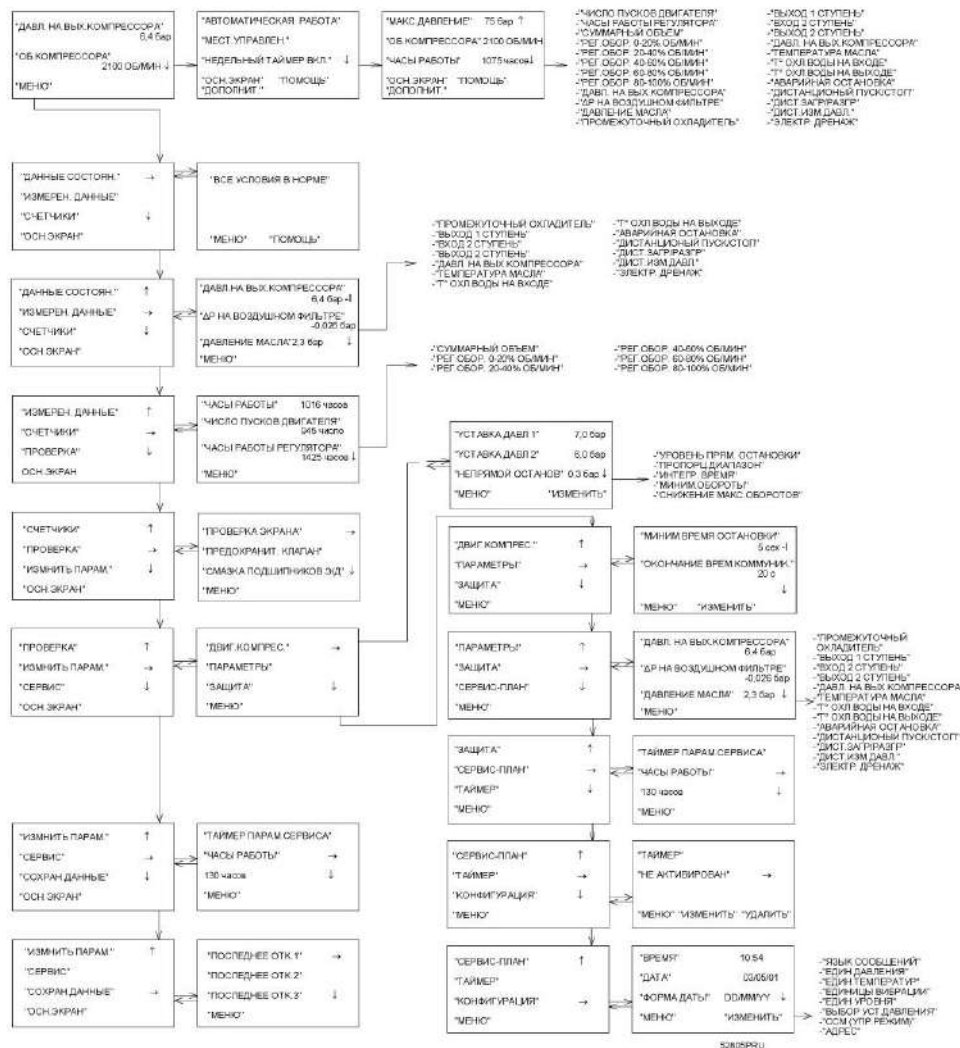 "ДАВЛ. НА ВЫХ.КОМПРЕССОРА"
6,4 бар
"ОБ.КОМПРЕССОРА"
2100 ОБ/МИН ↓
"МЕНЮ"
"АВТОМАТИЧЕСКАЯ РАБОТА"
"МЕСТ.УПРАВЛЕН."
"НЕДЕЛЬНЫЙ ТАЙМЕР ВКЛ." ↓
"ОСН.ЭКРАН" "ПОМОЩЬ"
"ДОПОЛНИТ."
"МАКС.ДАВЛЕНИЕ" 75 бар ↑
"ОБ.КОМПРЕССОРА" 2100 ОБ/МИН
"ЧАСЫ РАБОТЫ" 1075 часов ↓
"ОСН.ЭКРАН" "ПОМОЩЬ"
"ДОПОЛНИТ."
-"ЧИСЛО ПУСКОВ ДВИГАТЕЛЯ"
-"ЧАСЫ РАБОТЫ РЕГУЛЯТОРА"
-"СУММАРНЫЙ ОБЪЕМ"
-"РЕГ.ОБОР. 0-20% ОБ/МИН"
-"РЕГ.ОБОР. 20-40% ОБ/МИН"
-"РЕГ.ОБОР. 40-60% ОБ/МИН"
-"РЕГ.ОБОР. 60-80% ОБ/МИН"
-"РЕГ.ОБОР. 80-100% ОБ/МИН"
-"ДАВЛ. НА ВЫХ КОМПРЕССОРА"
-"ΔР НА ВОЗДУШНОМ ФИЛЬТРЕ"
-"ДАВЛЕНИЕ МАСЛА"
-"ПРОМЕЖУТОЧНЫЙ ОХЛАДИТЕЛЬ"
-"ВЫХОД 1 СТУПЕНЬ"
-"ВХОД 2 СТУПЕНЬ"
-"ВЫХОД 2 СТУПЕНЬ"
-"ДАВЛ. НА ВЫХ.КОМПРЕССОРА"
-"ТЕМПЕРАТУРА МАСЛА"
-"Т° ОХЛ.ВОДЫ НА ВХОДЕ"
-"Т° ОХЛ.ВОДЫ НА ВЫХОДЕ"
-"АВАРИЙНАЯ ОСТАНОВКА"
-"ДИСТАНЦИОНЫЙ ПУСК/СТОП"
-"ДИСТ.ЗАГР/РАЗГР"
-"ДИСТ.ИЗМ.ДАВЛ."
-"ЭЛЕКТР. ДРЕНАЖ"
"ДАННЫЕ СОСТОЯН." →
"ИЗМЕРЕН. ДАННЫЕ"
"СЧЕТЧИКИ" ↓
"ОСН.ЭКРАН"
"ВСЕ УСЛОВИЯ В НОРМЕ"
"МЕНЮ" "ПОМОЩЬ"
-"ПРОМЕЖУТОЧНЫЙ ОХЛАДИТЕЛЬ"
-"ВЫХОД 1 СТУПЕНЬ"
-"ВХОД 2 СТУПЕНЬ"
-"ВЫХОД 2 СТУПЕНЬ"
-"ДАВЛ. НА ВЫХ.КОМПРЕССОРА"
-"ТЕМПЕРАТУРА МАСЛА"
-"Т° ОХЛ.ВОДЫ НА ВХОДЕ"
-"Т° ОХЛ.ВОДЫ НА ВЫХОДЕ"
-"АВАРИЙНАЯ ОСТАНОВКА"
-"ДИСТАНЦИОНЫЙ ПУСК/СТОП"
-"ДИСТ.ЗАГР/РАЗГР"
-"ДИСТ.ИЗМ.ДАВЛ."
-"ЭЛЕКТР. ДРЕНАЖ"
"ДАННЫЕ СОСТОЯН." ↑
"ИЗМЕРЕН. ДАННЫЕ" →
"СЧЕТЧИКИ" ↓
"ОСН.ЭКРАН"
"ДАВЛ.НА ВЫХ.КОМПРЕССОРА"
6,4 бар
"ΔР НА ВОЗДУШНОМ ФИЛЬТРЕ"
-0,026 бар
"ДАВЛЕНИЕ МАСЛА" 2,3 бар ↓
"МЕНЮ"
-"СУММАРНЫЙ ОБЪЕМ"
-"РЕГ.ОБОР. 0-20% ОБ/МИН"
-"РЕГ.ОБОР. 20-40% ОБ/МИН"
-"РЕГ.ОБОР. 40-60% ОБ/МИН"
-"РЕГ.ОБОР. 60-80% ОБ/МИН"
-"РЕГ.ОБОР. 80-100% ОБ/МИН"
"ИЗМЕРЕН. ДАННЫЕ" ↑
"СЧЕТЧИКИ" →
"ПРОВЕРКА" ↓
ОСН.ЭКРАН
"ЧАСЫ РАБОТЫ" 1016 часов
"ЧИСЛО ПУСКОВ ДВИГАТЕЛЯ"
945 число
"ЧАСЫ РАБОТЫ РЕГУЛЯТОРА"
1425 часов ↓
"МЕНЮ"
"УСТАВКА ДАВЛ 1" 7,0 бар
"УСТАВКА ДАВЛ 2" 6,0 бар
"НЕПРЯМОЙ ОСТАНОВ" 0,3 бар ↓
"МЕНЮ" "ИЗМЕНИТЬ"
-"УРОВЕНЬ ПРЯМ. ОСТАНОВКИ"
-"ПРОПОРЦ.ДИАПАЗОН"
-"ИНТЕГР. ВРЕМЯ"
-"МИНИМ.ОБОРОТЫ"
-"СНИЖЕНИЕ МАКС.ОБОРОТОВ"
"СЧЕТЧИКИ" ↑
"ПРОВЕРКА" →
"ИЗМНИТЬ ПАРАМ." ↓
"ОСН.ЭКРАН"
"ПРОВЕРКА ЭКРАНА" →
"ПРЕДОХРАНИТ. КЛАПАН"
"СМАЗКА ПОДШИПНИКОВ Э/Д" ↓
"МЕНЮ"
"ДВИГ.КОМПРЕС." ↑
"ПАРАМЕТРЫ" →
"ЗАЩИТА" ↓
"МЕНЮ"
"МИНИМ.ВРЕМЯ ОСТАНОВКИ"
5 сек
"ОКОНЧАНИЕ ВРЕМ.КОММУНИК."
20 с
↓
"МЕНЮ" "ИЗМЕНИТЬ"
"ПРОВЕРКА" ↑
"ИЗМНИТЬ ПАРАМ." →
"СЕРВИС" ↓
"ОСН.ЭКРАН"
"ДВИГ.КОМПРЕС." →
"ПАРАМЕТРЫ"
"ЗАЩИТА" ↓
"МЕНЮ"
"ПАРАМЕТРЫ" ↑
"ЗАЩИТА" →
"СЕРВИС-ПЛАН" ↓
"МЕНЮ"
"ДАВЛ. НА ВЫХ.КОМПРЕССОРА"
6,4 бар
"ΔР НА ВОЗДУШНОМ ФИЛЬТРЕ"
-0,026 бар
"ДАВЛЕНИЕ МАСЛА" 2,3 бар ↓
"МЕНЮ"
-"ПРОМЕЖУТОЧНЫЙ
ОХЛАДИТЕЛЬ"
-"ВЫХОД 1 СТУПЕНЬ"
-"ВХОД 2 СТУПЕНЬ"
-"ВЫХОД 2 СТУПЕНЬ"
-"ДАВЛ. НА ВЫХ КОМПРЕССОРА
-"ТЕМПЕРАТУРА МАСЛА"
-"Т° ОХЛ.ВОДЫ НА ВХОДЕ"
-"Т° ОХЛ.ВОДЫ НА ВЫХОДЕ"
-"АВАРИЙНАЯ ОСТАНОВКА"
-"ДИСТАНЦИОНЫЙ ПУСК/СТОП"
-"ДИСТ.ЗАГР/РАЗГР"
-"ДИСТ.ИЗМ.ДАВЛ."
-"ЭЛЕКТР. ДРЕНАЖ"
"ЗАЩИТА" ↑
"СЕРВИС-ПЛАН" →
"ТАЙМЕР" ↓
"МЕНЮ"
"ТАЙМЕР ПАРАМ.СЕРВИСА"
"ЧАСЫ РАБОТЫ" →
130 часов ↓
"МЕНЮ"
"ИЗМНИТЬ ПАРАМ." ↑
"СЕРВИС" →
"СОХРАН.ДАННЫЕ" ↓
"ОСН.ЭКРАН"
"ТАЙМЕР ПАРАМ.СЕРВИСА"
"ЧАСЫ РАБОТЫ" →
130 часов ↓
"МЕНЮ"
"СЕРВИС-ПЛАН" ↑
"ТАЙМЕР" →
"КОНФИГУРАЦИЯ" ↓
"МЕНЮ"
"ТАЙМЕР"
"НЕ АКТИВИРОВАН" →
"МЕНЮ" "ИЗМЕНИТЬ" "УДАЛИТЬ"
"ИЗМНИТЬ ПАРАМ." ↑
"СЕРВИС"
"СОХРАН.ДАННЫЕ" →
"ОСН.ЭКРАН"
"ПОСЛЕДНЕЕ ОТК.1" →
"ПОСЛЕДНЕЕ ОТК.2"
"ПОСЛЕДНЕЕ ОТК.3" ↓
"МЕНЮ"
"СЕРВИС-ПЛАН" ↑
"ТАЙМЕР"
"КОНФИГУРАЦИЯ" →
"МЕНЮ"
"ВРЕМЯ" 10:54
"ДАТА" 03/05/01
"ФОРМА ДАТЫ" DD/MM/YY ↓
"МЕНЮ" "ИЗМЕНИТЬ"
-"ЯЗЫК СООБЩЕНИЙ"
-"ЕДИН ДАВЛЕНИЯ"
-"ЕДИН.ТЕМПЕРАТУР"
-"ЕДИНИЦЫ ВИБРАЦИИ"
-"ЕДИН УРОВНЯ"
-"ВЫБОР УСТ ДАВЛЕНИЯ"
-"ССМ (УПР РЕЖИМ)"
-"АДРЕС"
52805PRU